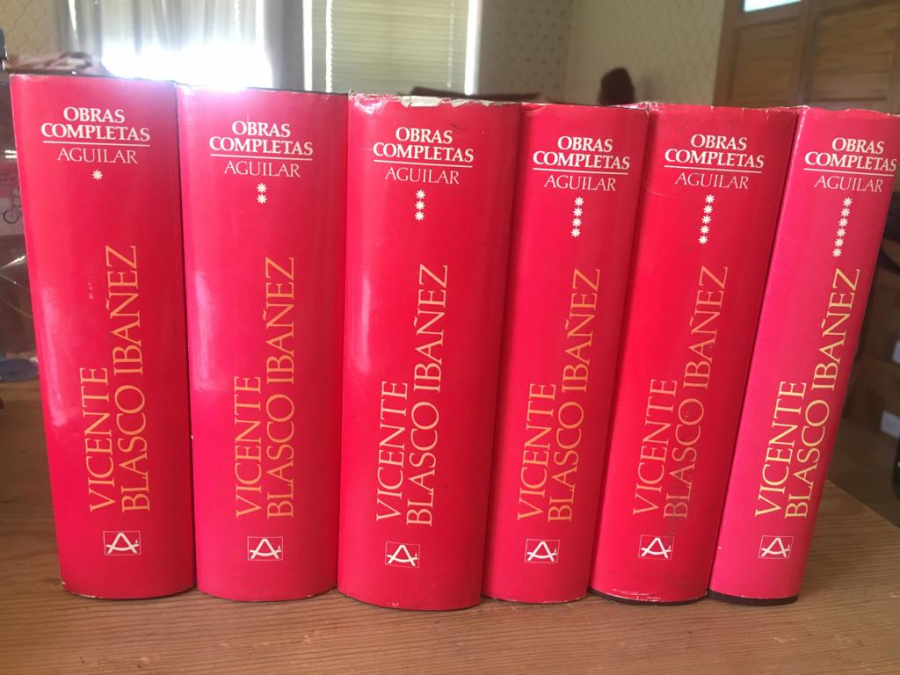 OBRAS
COMPLETAS
AGUILAR
*
VICENTE
BLASCO IBAÑEZ
A
OBRAS
COMPLETAS
AGUILAR
**
VICENTE
BLASCO IBAÑEZ
A
OBRAS
COMPLETAS
AGUILAR
***
VICENTE
BLASCO IBAÑEZ
A
OBRAS
COMPLETAS
AGUILAR
****
VICENTE
BLASCO IBAÑEZ
A
OBRAS
COMPLETAS
AGUILAR
*****
VICENTE
BLASCO IBAÑEZ
A
OBRAS
COMPLETAS
AGUILAR
******
VICENTE
BLASCO IBAÑEZ
A